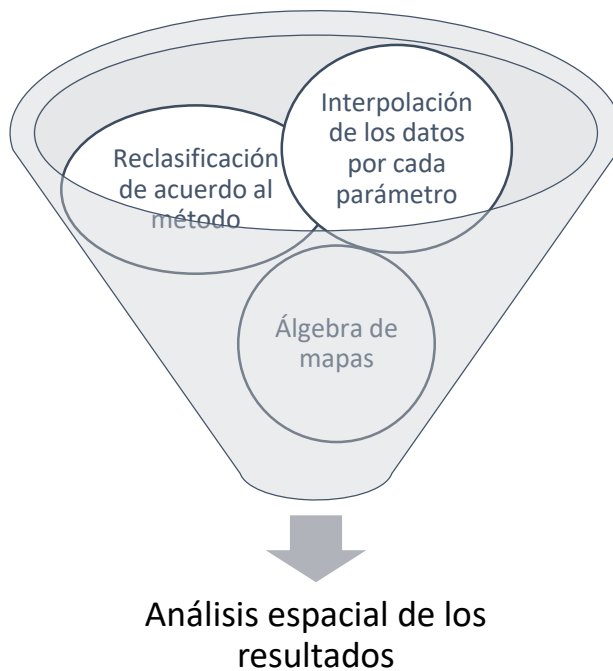 Interpolación
de los datos
por cada
parámetro
Reclasificación
de acuerdo al
método
Álgebra de
mapas
Análisis espacial de los
resultados